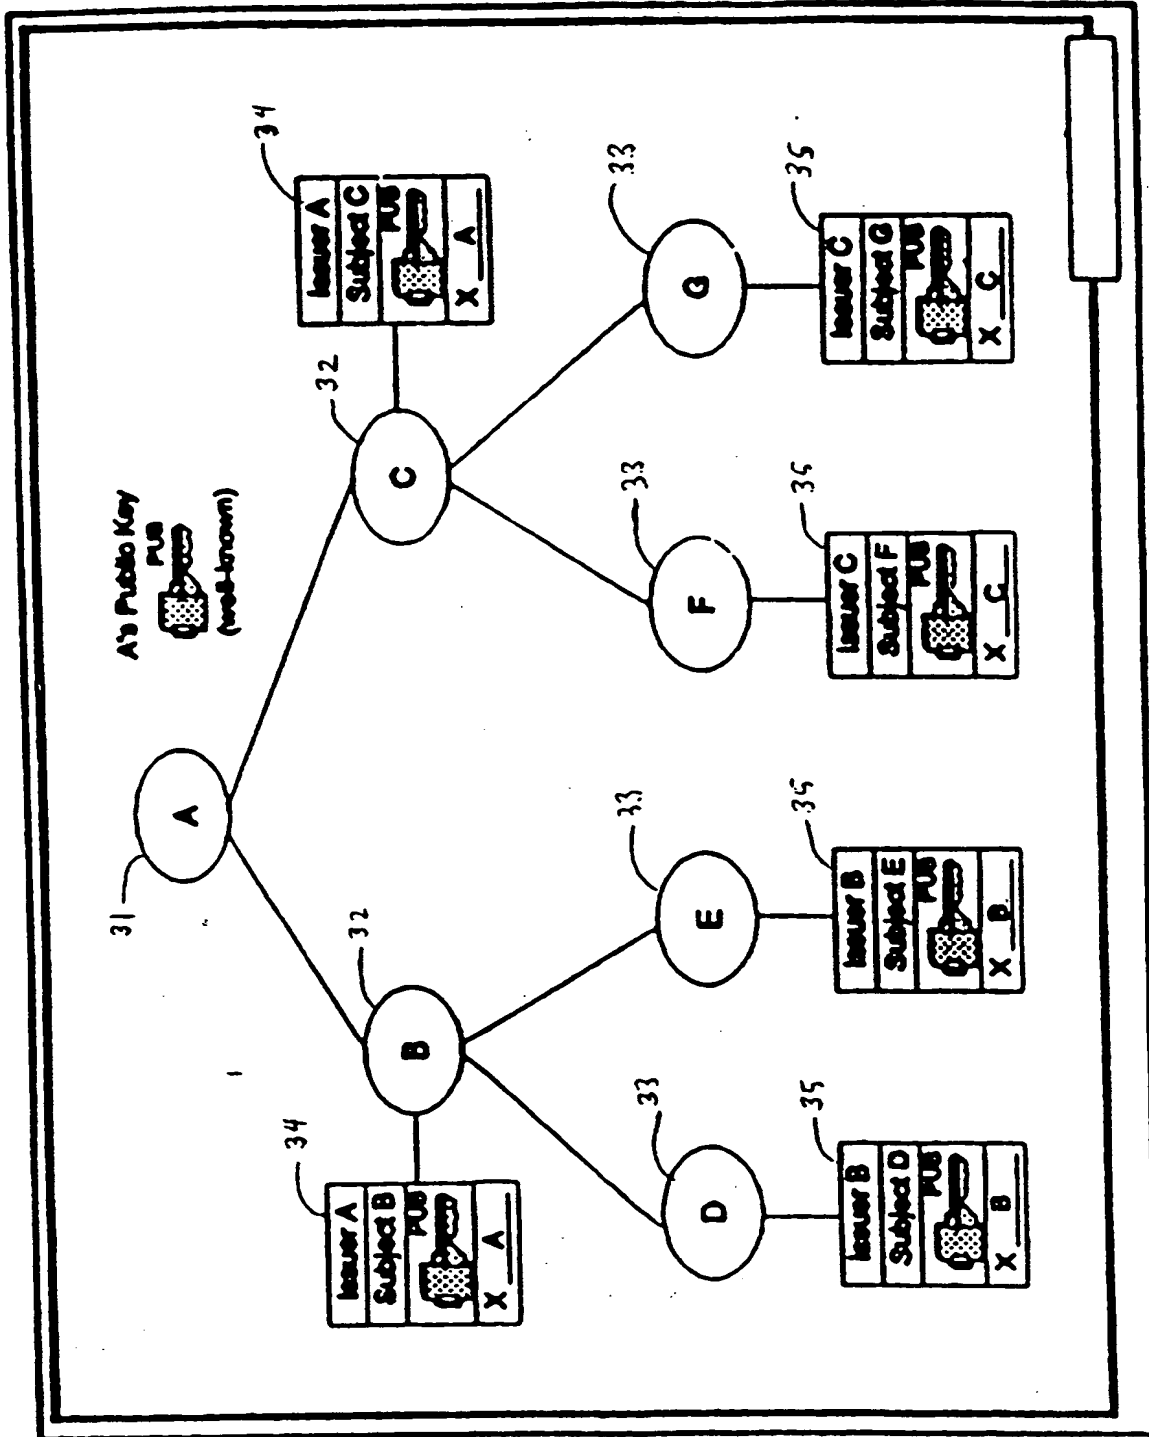 A's Public Key
PUB
(well-known)
31
A
34
Issuer A
Subject B
PUB
X A
32
B
32
C
34
Issuer A
Subject C
PUB
X A
33
D
33
E
33
F
33
G
35
Issuer B
Subject D
PUB
X B
35
Issuer B
Subject E
PUB
X B
35
Issuer C
Subject F
PUB
X C
35
Issuer C
Subject G
PUB
X C